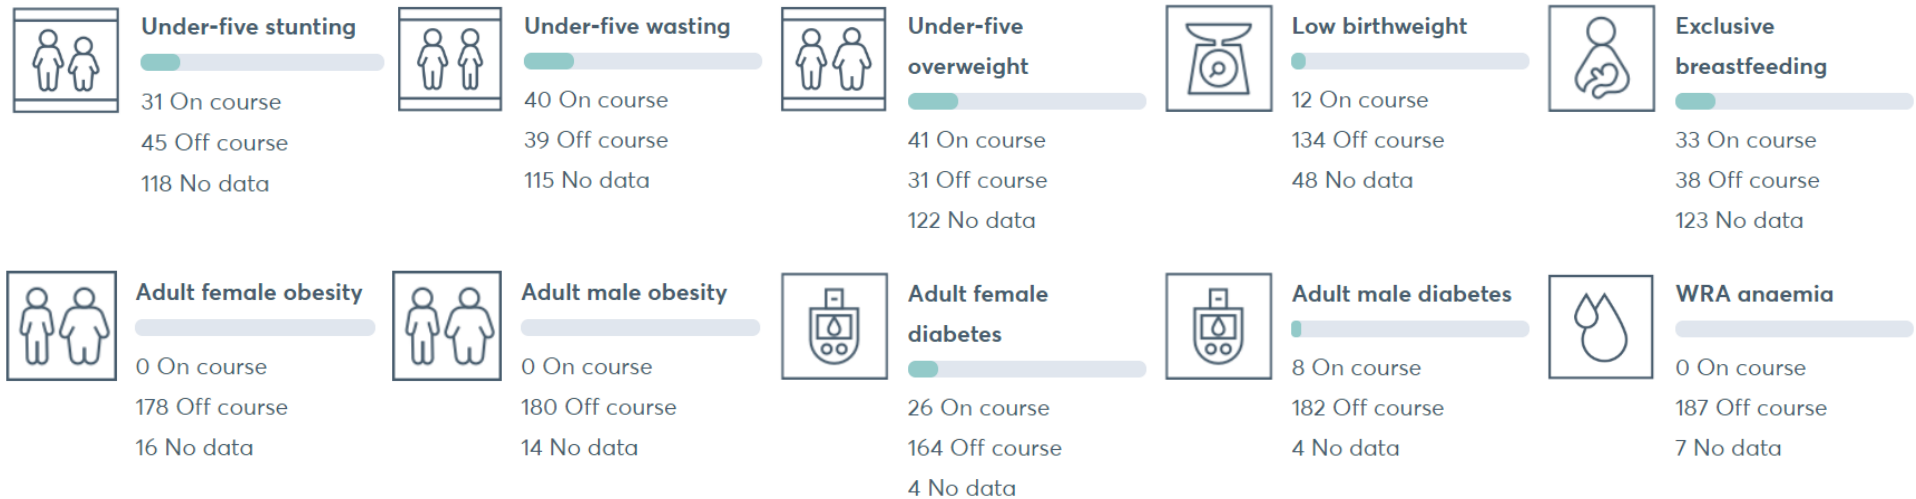 Under-five stunting
31 On course
45 Off course
118 No data
Under-five wasting
40 On course
39 Off course
115 No data
Under-five
overweight
41 On course
31 Off course
122 No data
Low birthweight
12 On course
134 Off course
48 No data
Exclusive
breastfeeding
33 On course
38 Off course
123 No data
Adult female obesity
0 On course
178 Off course
16 No data
Adult male obesity
0 On course
180 Off course
14 No data
Adult female
diabetes
26 On course
164 Off course
4 No data
Adult male diabetes
8 On course
182 Off course
4 No data
WRA anaemia
0 On course
187 Off course
7 No data